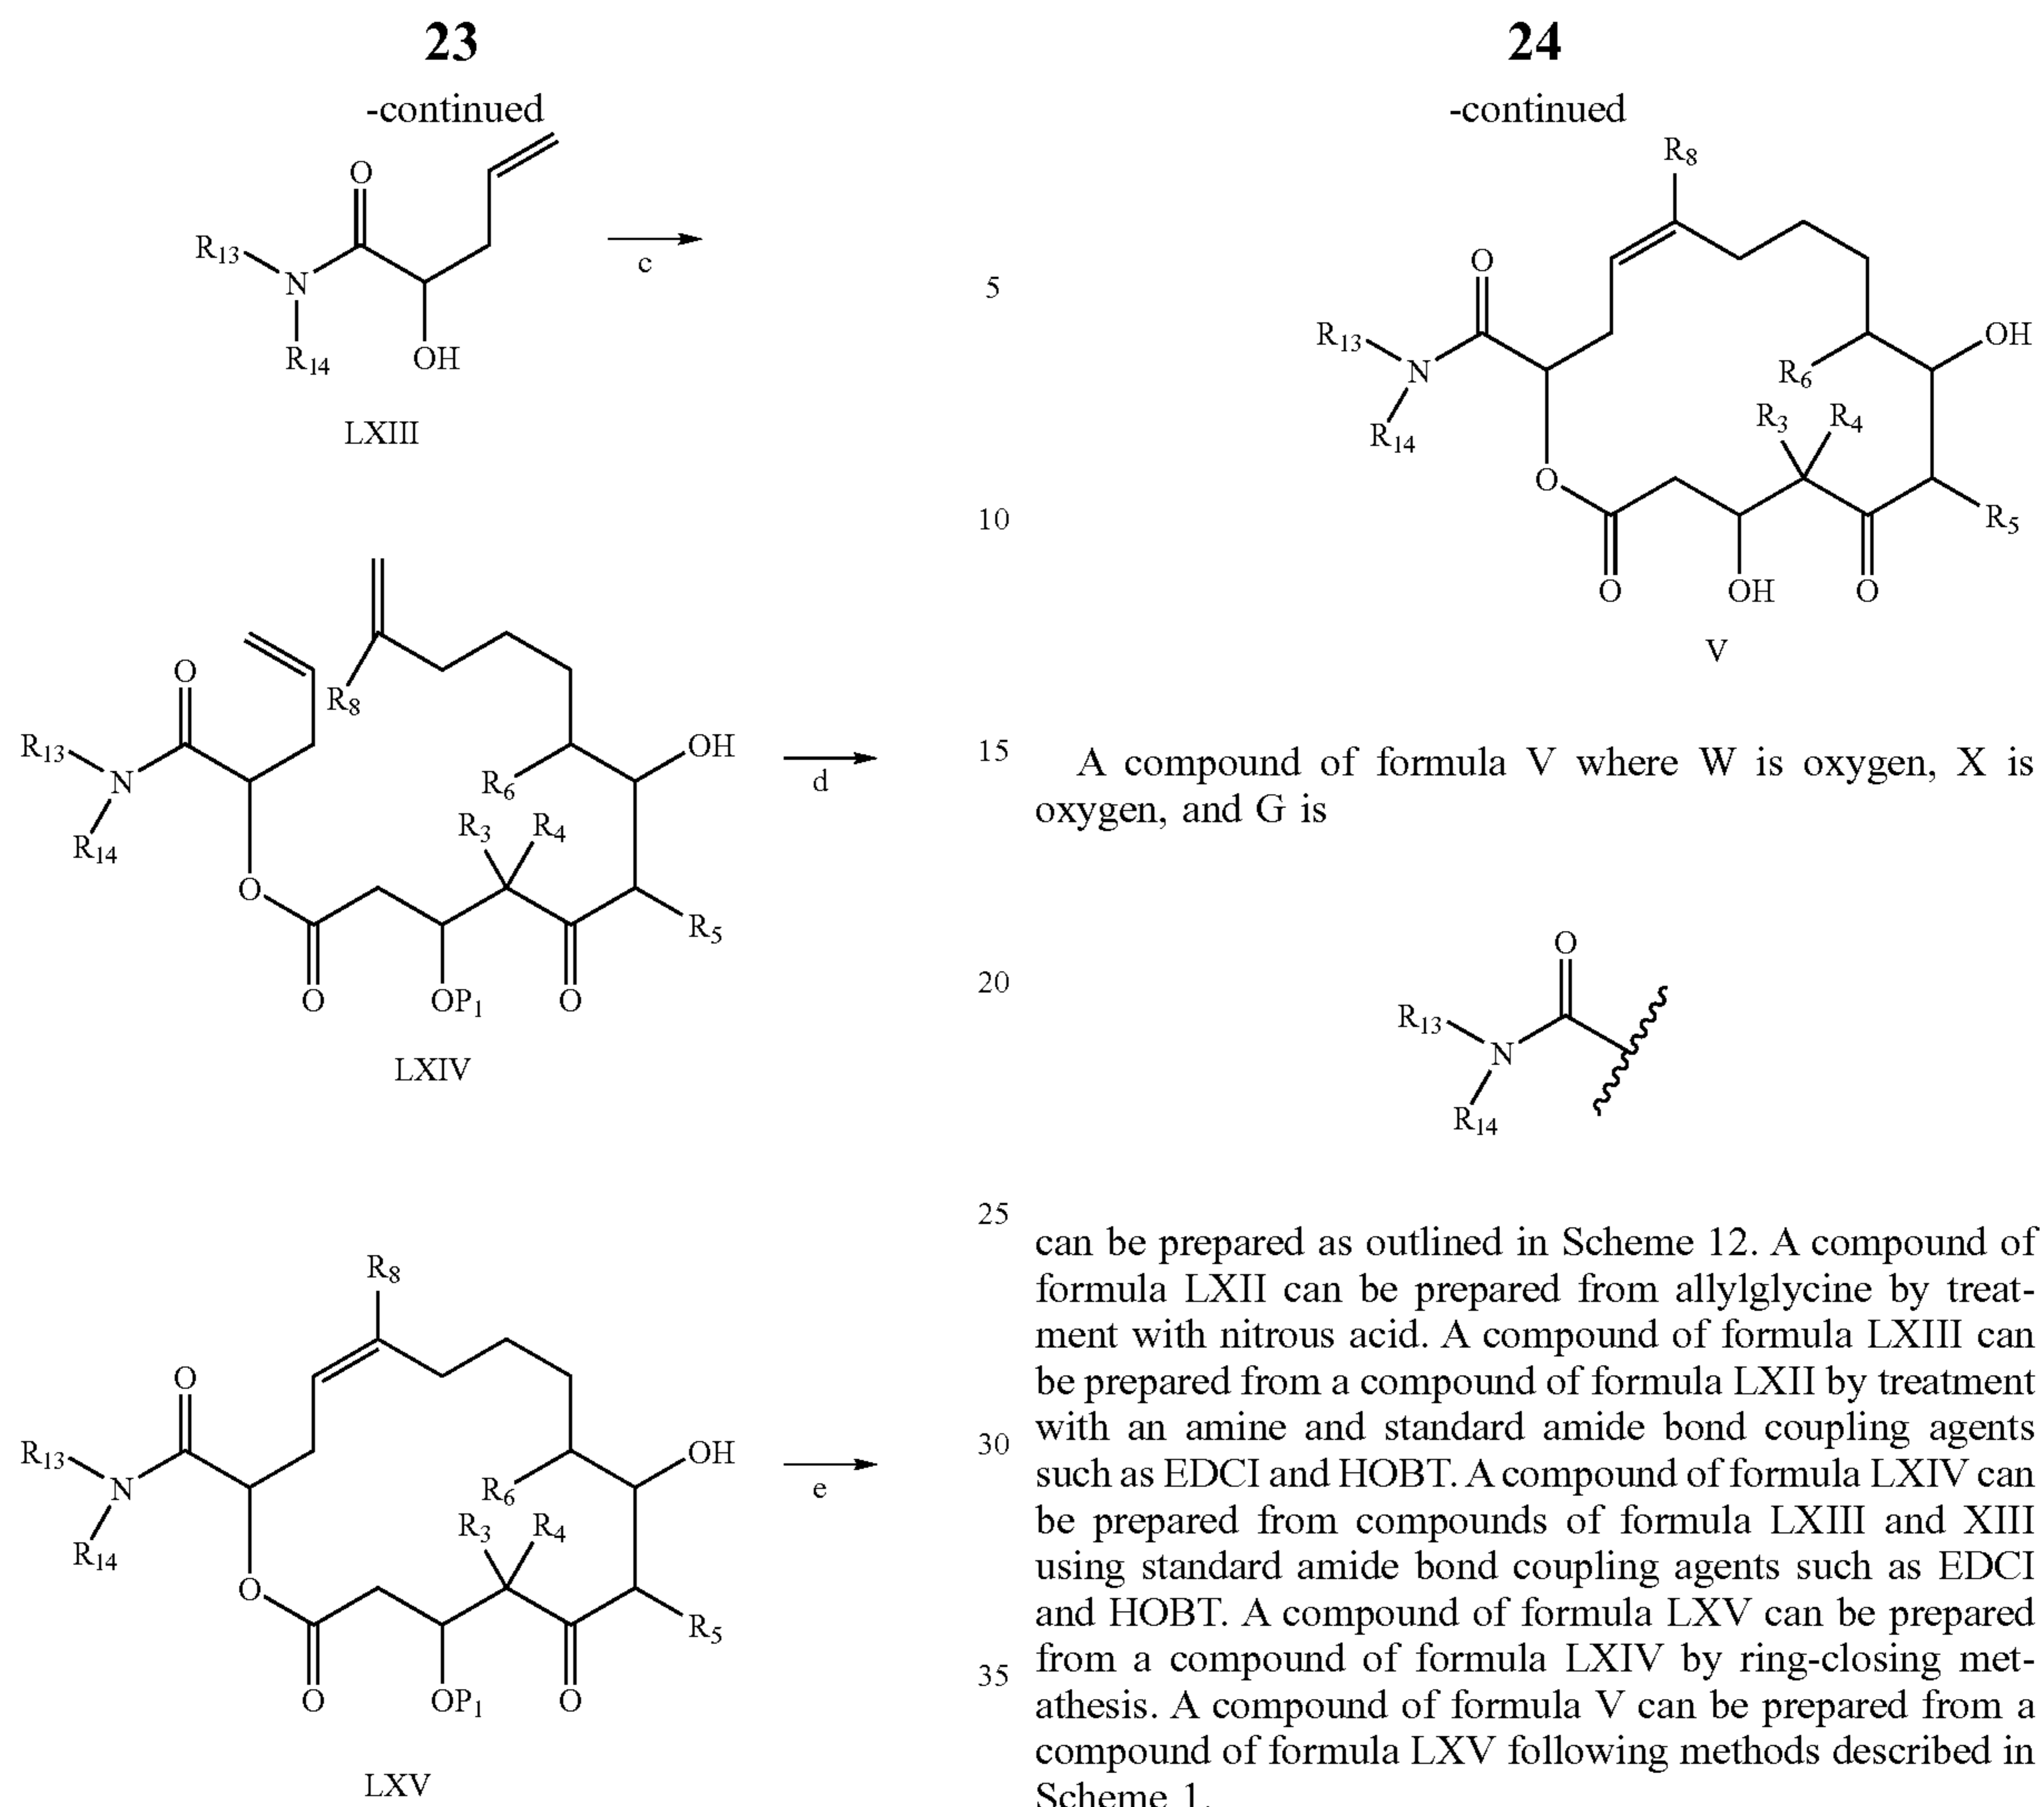 23
-continued
O
R13
N
R14
OH
c
LXIII
O
R8
R13
N
R14
R6
OH
R3 R4
O
R5
O
OP1
O
d
LXIV
R8
O
R13
N
R14
R6
OH
R3 R4
O
R5
O
OP1
O
e
LXV
5
10
15
20
25
30
35
24
-continued
R8
O
R13
N
R14
R6
OH
R3 R4
O
R5
O
OH
O
V
A compound of formula V where W is oxygen, X is
oxygen, and G is
O
R13
N
R14
can be prepared as outlined in Scheme 12. A compound of
formula LXII can be prepared from allylglycine by treat-
ment with nitrous acid. A compound of formula LXIII can
be prepared from a compound of formula LXII by treatment
with an amine and standard amide bond coupling agents
such as EDCI and HOBT. A compound of formula LXIV can
be prepared from compounds of formula LXIII and XIII
using standard amide bond coupling agents such as EDCI
and HOBT. A compound of formula LXV can be prepared
from a compound of formula LXIV by ring-closing met-
athesis. A compound of formula V can be prepared from a
compound of formula LXV following methods described in
Scheme 1.